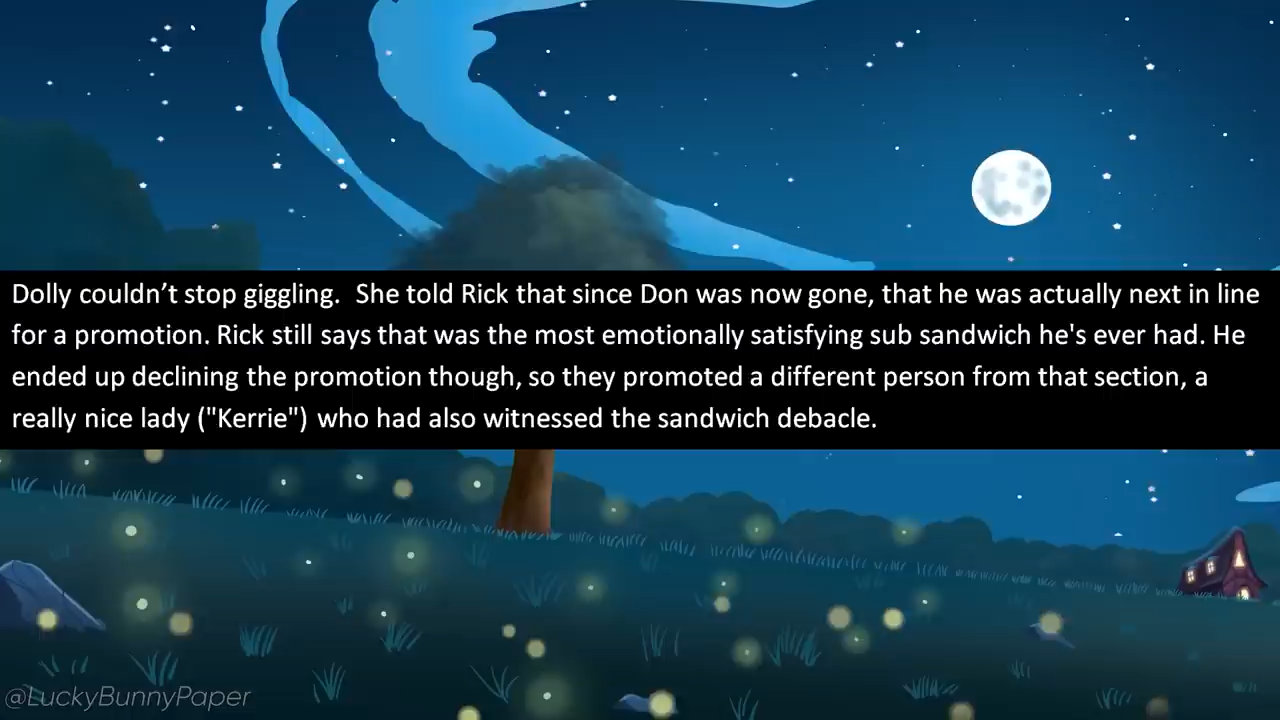 Dolly couldn’t stop giggling.  She told Rick that since Don was now gone, that he was actually next in line
for a promotion. Rick still says that was the most emotionally satisfying sub sandwich he's ever had. He
ended up declining the promotion though, so they promoted a different person from that section, a
really nice lady ("Kerrie") who had also witnessed the sandwich debacle.
@LuckyBunnyPaper